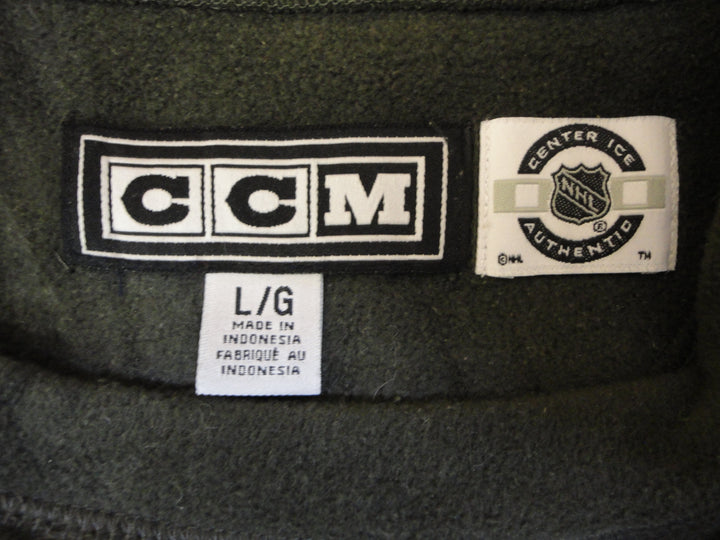 CCM
CENTER ICE
NHL
®
AUTHENTIC
©NHL
TM
L/G
MADE IN
INDONESIA
FABRIQUÉ AU
INDONESIA